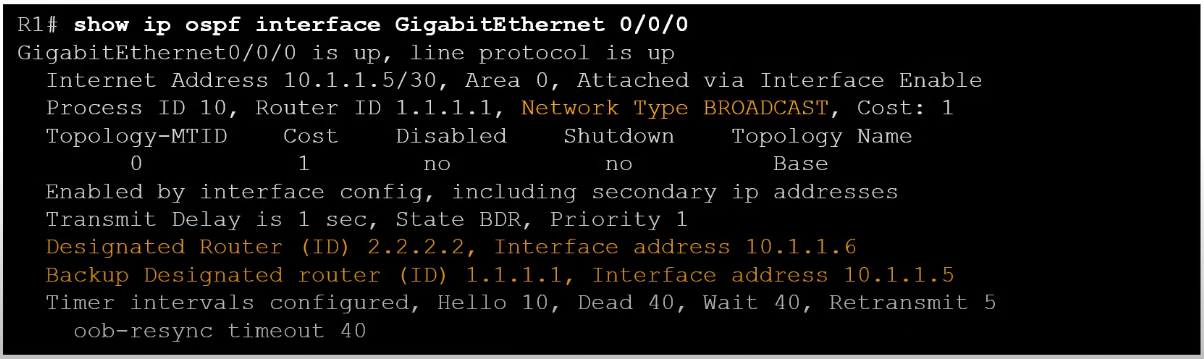 R1# show ip ospf interface GigabitEthernet 0/0/0
GigabitEthernet0/0/0 is up, line protocol is up
Internet Address 10.1.1.5/30, Area 0, Attached via Interface Enable
Process ID 10, Router ID 1.1.1.1, Network Type BROADCAST, Cost: 1
Topology-MTID Cost Disabled Shutdown Topology Name
0 1 no no Base
Enabled by interface config, including secondary ip addresses
Transmit Delay is 1 sec, State BDR, Priority 1
Designated Router (ID) 2.2.2.2, Interface address 10.1.1.6
Backup Designated router (ID) 1.1.1.1, Interface address 10.1.1.5
Timer intervals configured, Hello 10, Dead 40, Wait 40, Retransmit 5
oob-resync timeout 40